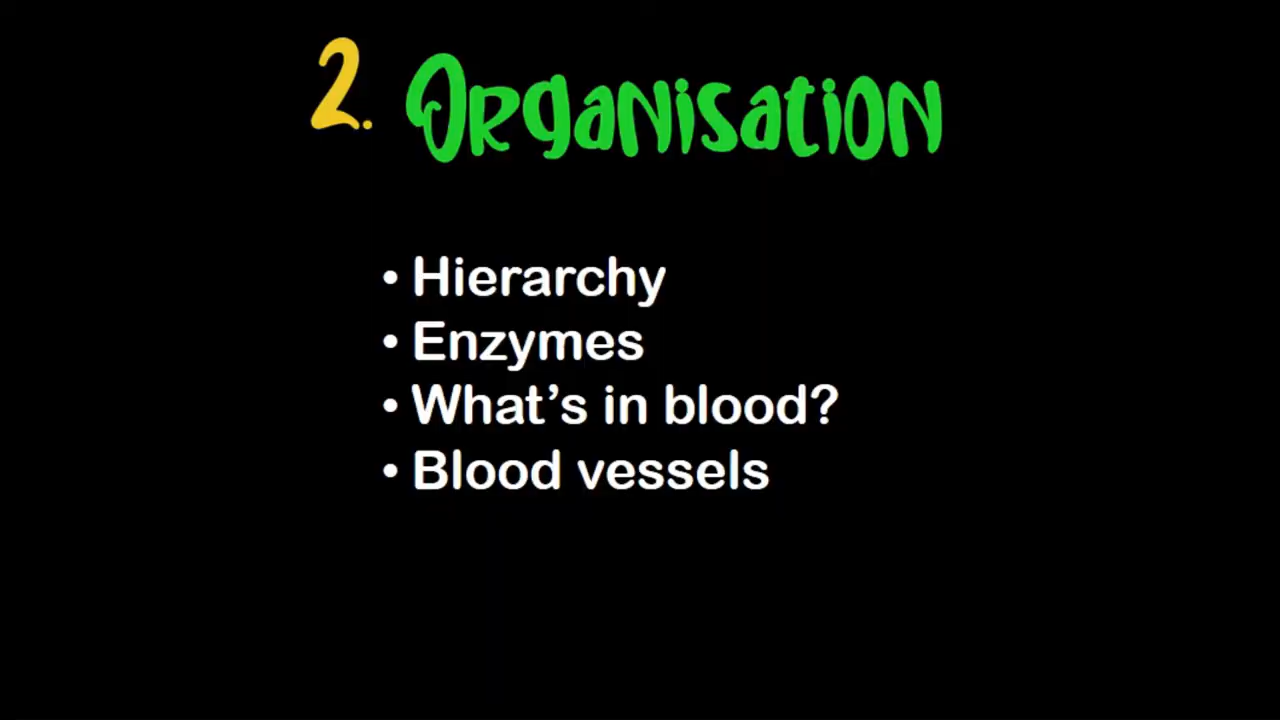 2. Organisation
• Hierarchy
• Enzymes
• What's in blood?
• Blood vessels